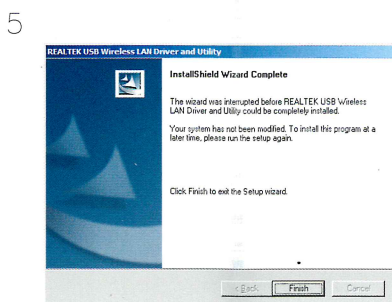 5
REALTEK USB Wireless LAN Driver and Utility
InstallShield Wizard Complete
The wizard was interrupted before REALTEK USB Wireless
LAN Driver and Utility could be completely installed.
Your system has not been modified. To install this program at a
later time, please run the setup again.
Click Finish to exit the Setup wizard.
< Back Finish Cancel